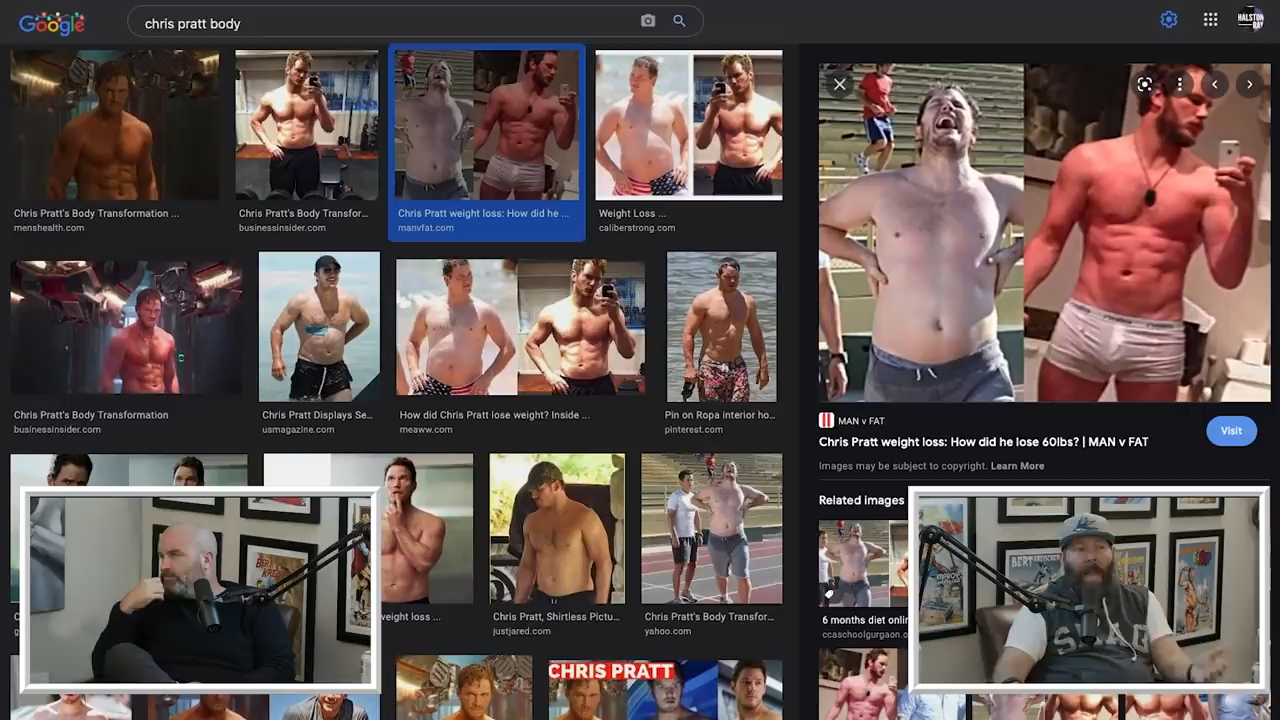 Google
chris pratt body
HALSTON
RAY
Chris Pratt's Body Transformation ...
menshealth.com
Chris Pratt's Body Transfor...
businessinsider.com
Chris Pratt weight loss: How did he ...
manvfat.com
Weight Loss ...
caliberstrong.com
Chris Pratt's Body Transformation
businessinsider.com
Chris Pratt Displays Se...
usmagazine.com
How did Chris Pratt lose weight? Inside ...
meaww.com
Pin on Ropa interior ho...
pinterest.com
MAN v FAT
Visit
Chris Pratt weight loss: How did he lose 60lbs? | MAN v FAT
Images may be subject to copyright. Learn More
Related images
weight loss ...
Chris Pratt, Shirtless Pictu...
justjared.com
Chris Pratt's Body Transfor...
yahoo.com
6 months diet onlin
ccaschoolgurgaon.o
CHRIS PRATT
BERT